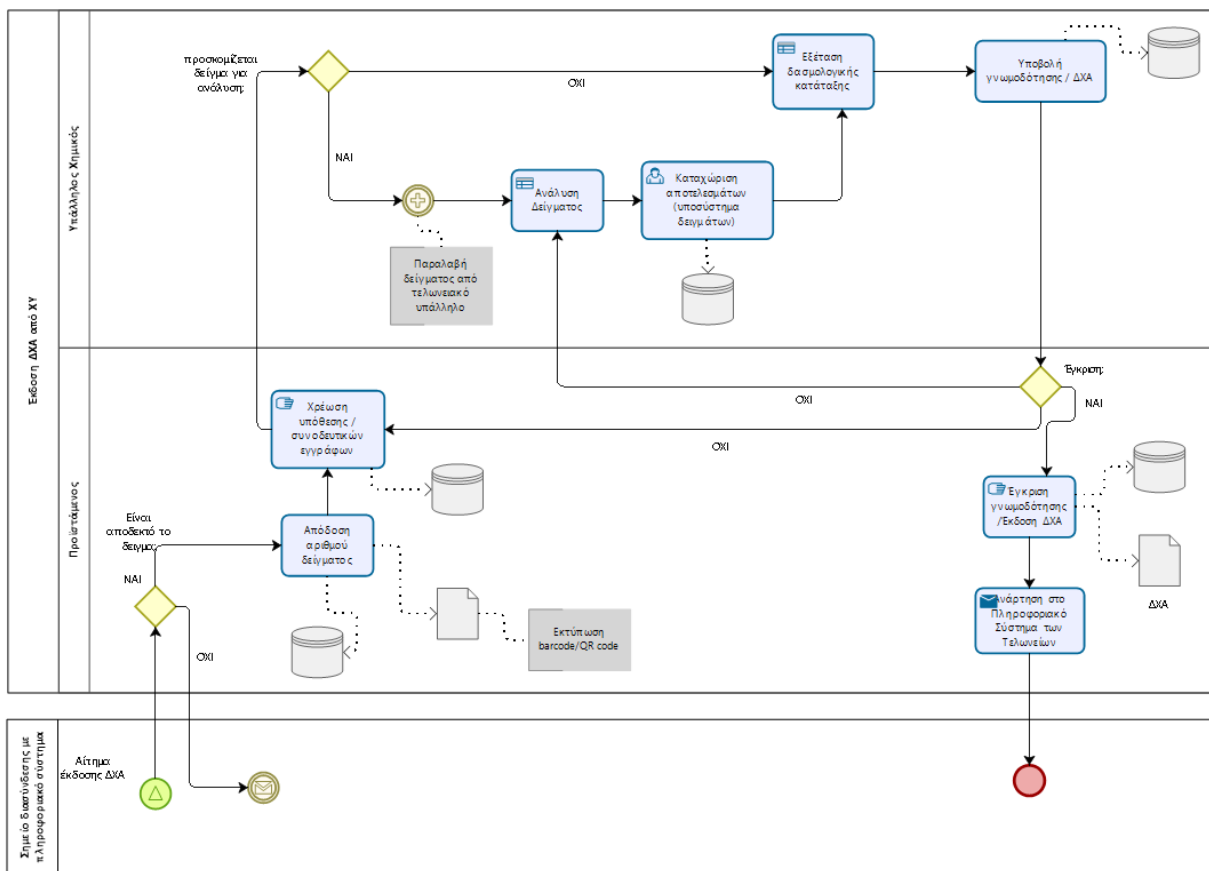 Έκδοση ΔΧΑ από ΧΥ
Υπάλληλος Χημικός
προσκομίζεται
δείγμα για
ανάλυση;
ΟΧΙ
ΝΑΙ
Εξέταση
δασμολογικής
κατάταξης
Υποβολή
γνωμοδότησης / ΔΧΑ
Ανάλυση
Δείγματος
Καταχώριση
αποτελεσμάτων
(υποσύστημα
δειγμάτων)
Παραλαβή
δείγματος από
τελωνειακό
υπάλληλο
Προϊστάμενος
Έγκριση;
ΟΧΙ
ΝΑΙ
ΟΧΙ
Χρέωση
υπόθεσης /
συνοδευτικών
εγγράφων
Έγκριση
γνωμοδότησης
/Έκδοση ΔΧΑ
Είναι
αποδεκτό το
δειγμα;
ΝΑΙ
Απόδοση
αριθμού
δείγματος
ΔΧΑ
Ανάρτηση στο
Πληροφοριακό
Σύστημα των
Τελωνείων
Εκτύπωση
barcode/QR code
ΟΧΙ
Σημείο διασύνδεσης με
πληροφοριακό σύστημα
Αίτημα
έκδοσης ΔΧΑ